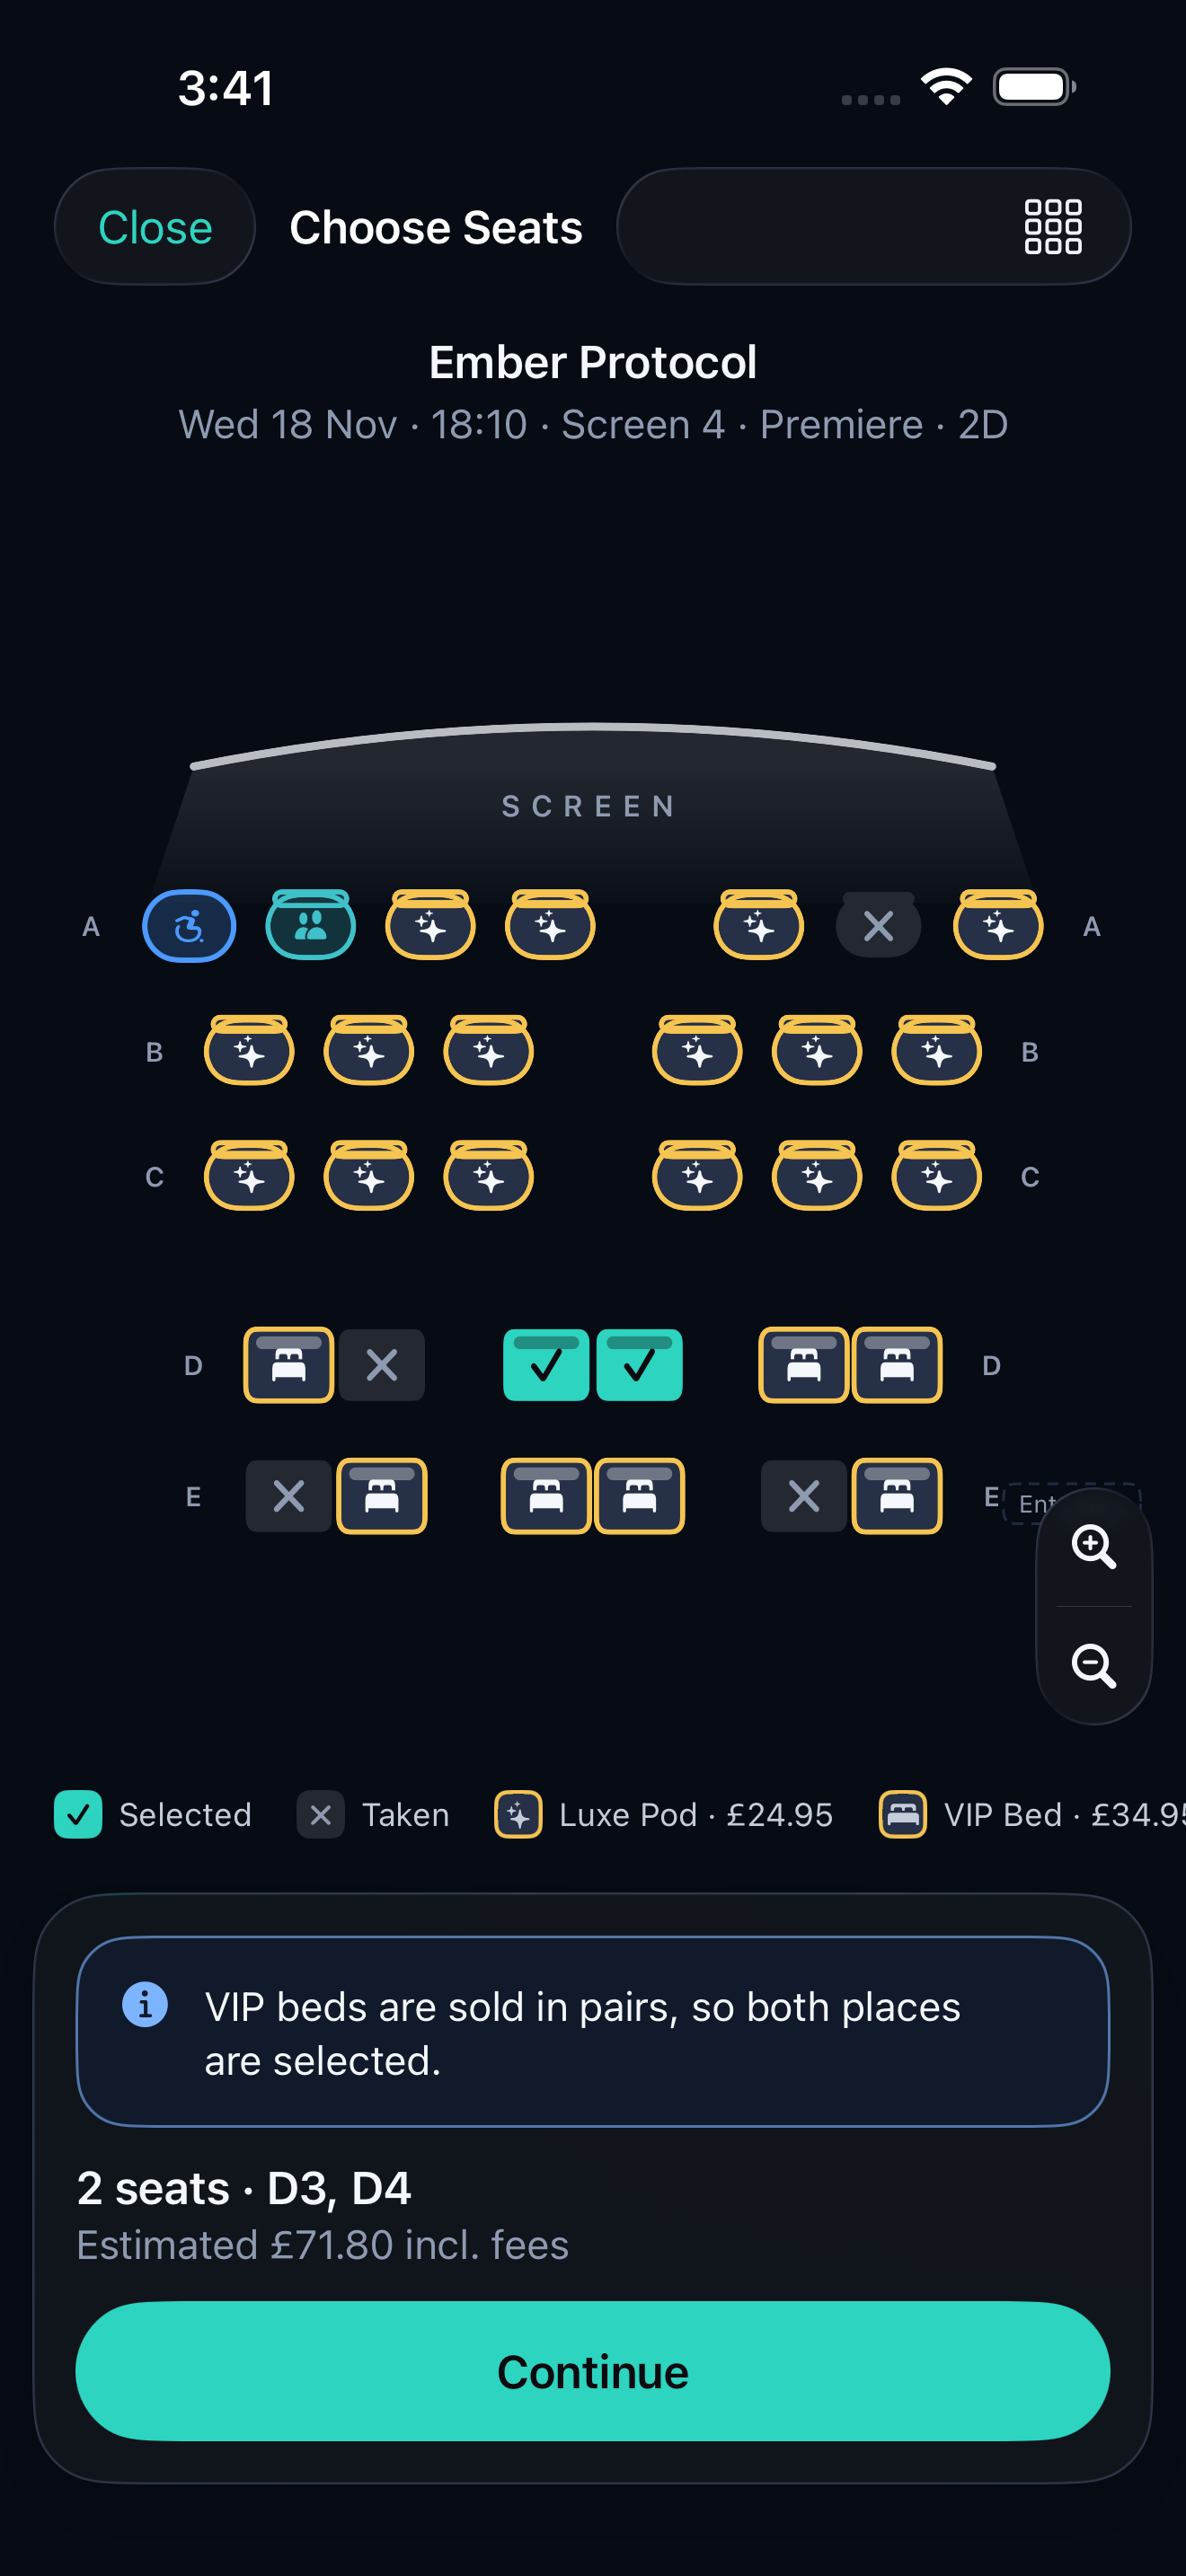 3:41
Close
Choose Seats
Ember Protocol
Wed 18 Nov · 18:10 · Screen 4 · Premiere · 2D
SCREEN
A A
B B
C C
D D
E E
Selected
Taken
Luxe Pod · £24.95
VIP Bed · £34.95
VIP beds are sold in pairs, so both places
are selected.
2 seats · D3, D4
Estimated £71.80 incl. fees
Continue